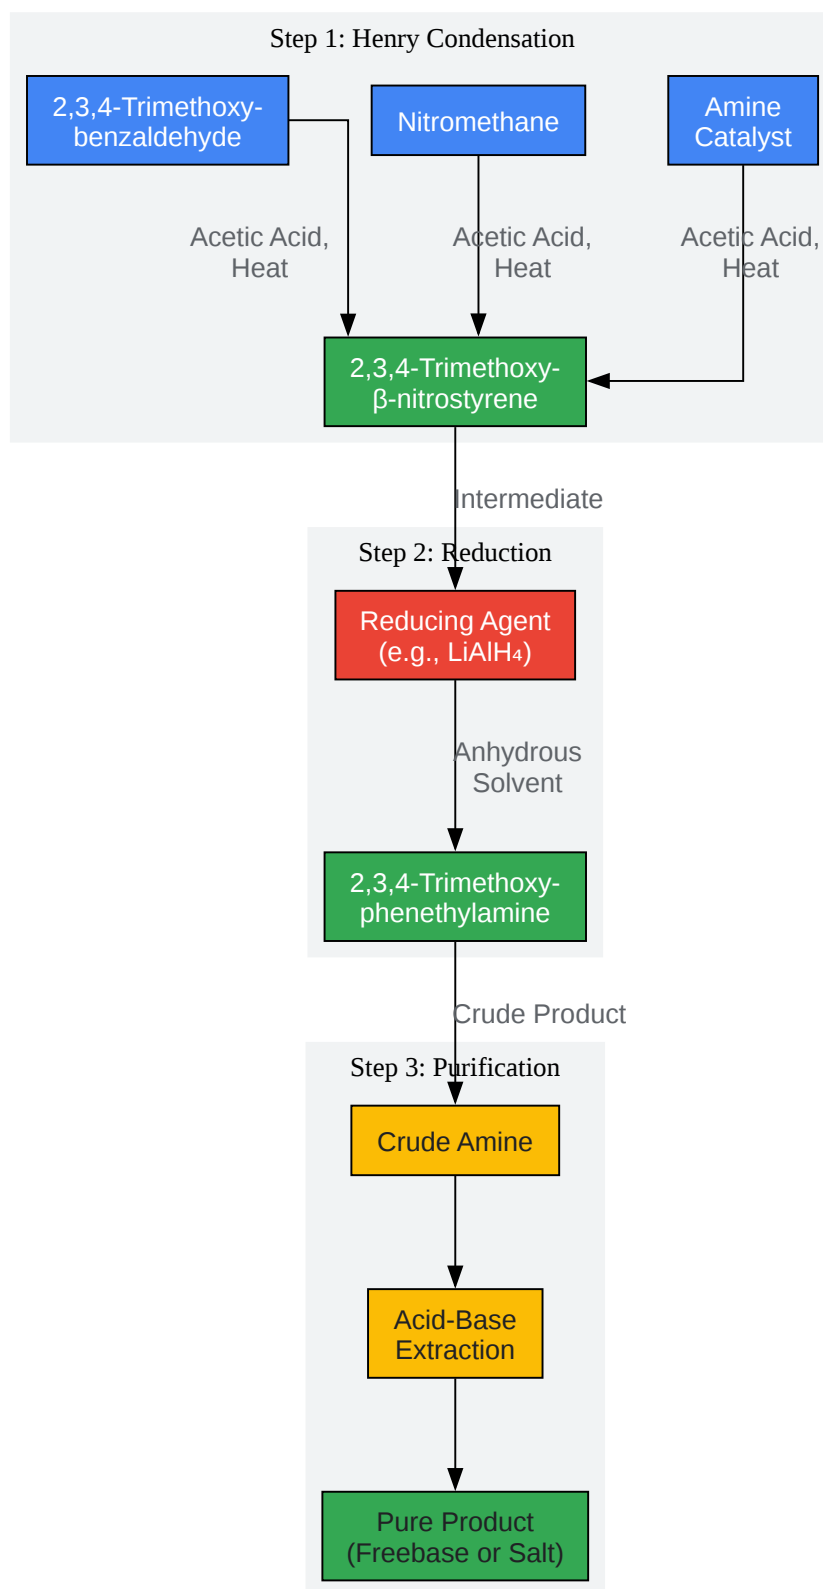 Step 1: Henry Condensation
2,3,4-Trimethoxy-
benzaldehyde
Nitromethane
Amine
Catalyst
Acetic Acid,
Heat
Acetic Acid,
Heat
Acetic Acid,
Heat
2,3,4-Trimethoxy-
β-nitrostyrene
Intermediate
Step 2: Reduction
Reducing Agent
(e.g., LiAlH₄)
Anhydrous
Solvent
2,3,4-Trimethoxy-
phenethylamine
Crude Product
Step 3: Purification
Crude Amine
Acid-Base
Extraction
Pure Product
(Freebase or Salt)